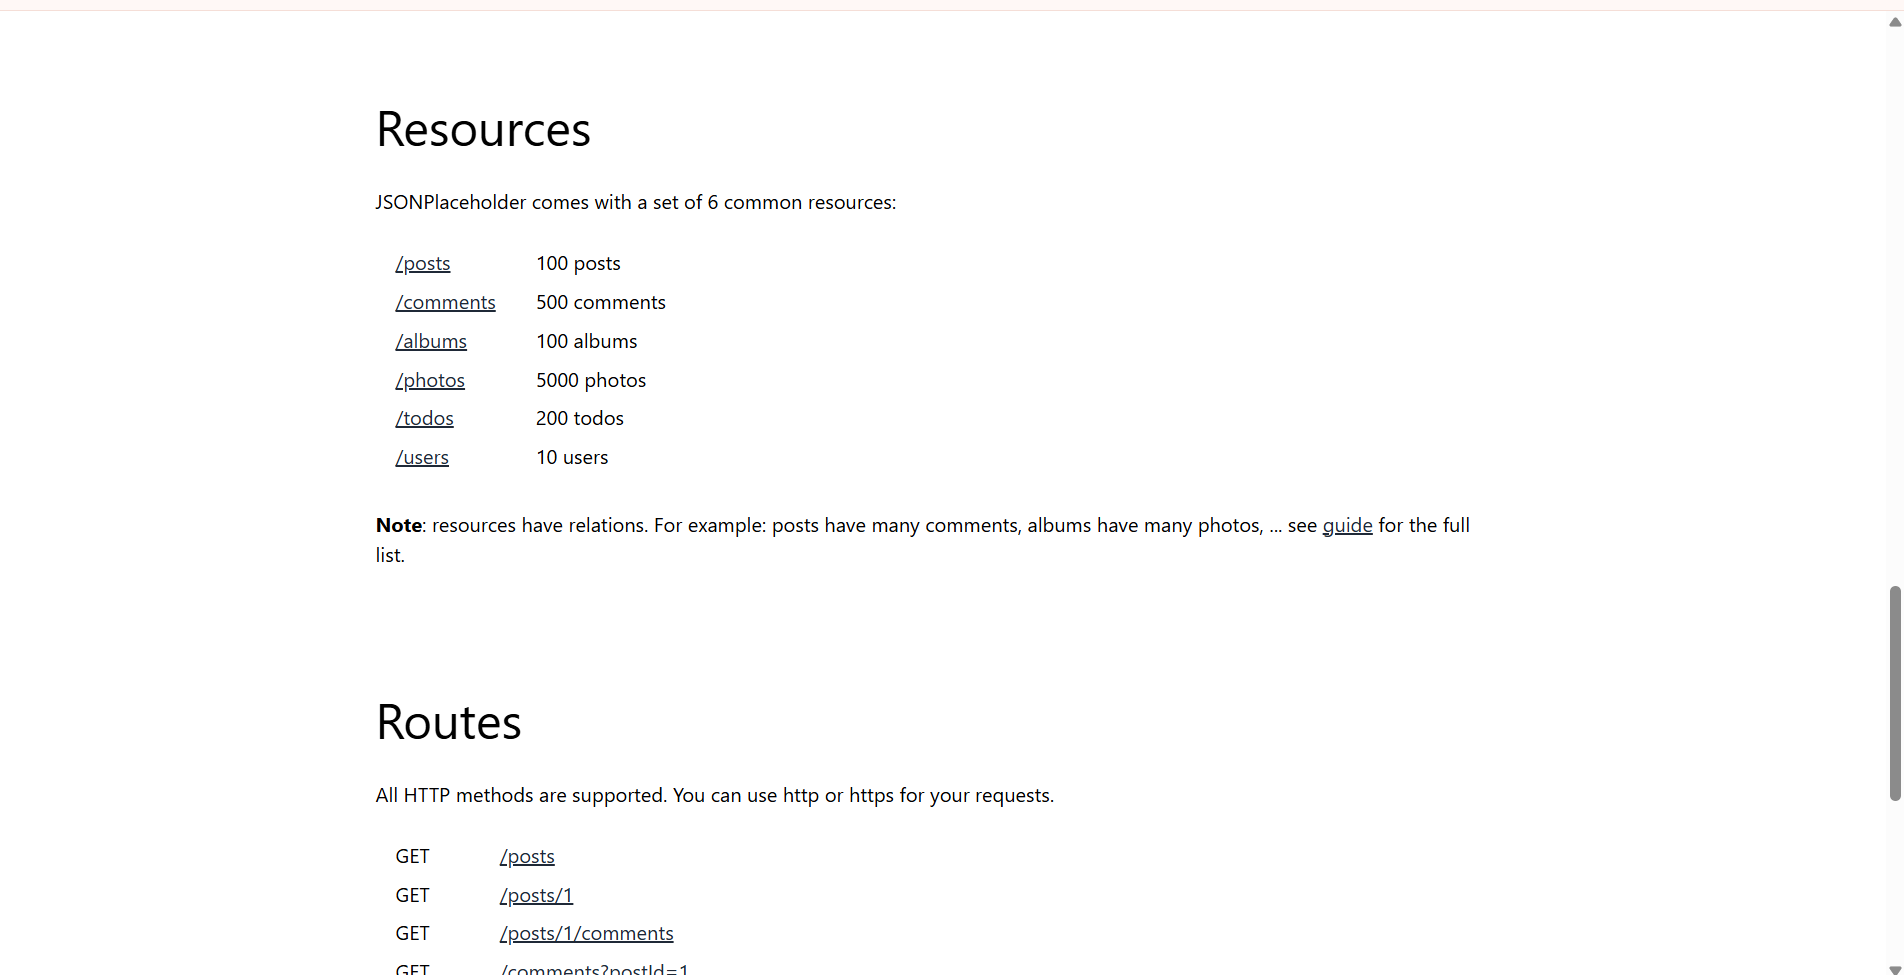 Resources
JSONPlaceholder comes with a set of 6 common resources:
/posts 100 posts
/comments 500 comments
/albums 100 albums
/photos 5000 photos
/todos 200 todos
/users 10 users
Note: resources have relations. For example: posts have many comments, albums have many photos, ... see guide for the full
list.
Routes
All HTTP methods are supported. You can use http or https for your requests.
GET /posts
GET /posts/1
GET /posts/1/comments
GET /comments?postId=1